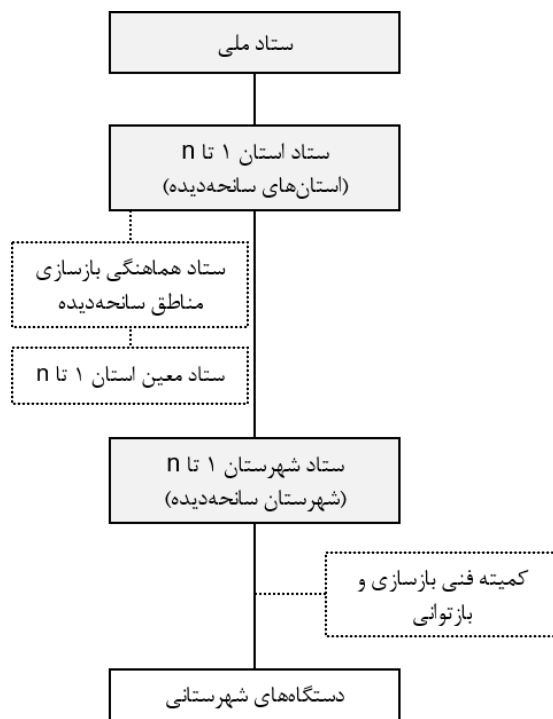 ستاد ملی
ستاد استان ۱ تا n
(استان‌های سانحه‌دیده)
ستاد هماهنگی بازسازی
مناطق سانحه‌دیده
ستاد معین استان ۱ تا n
ستاد شهرستان ۱ تا n
(شهرستان سانحه‌دیده)
کمیته فنی بازسازی و
بازتوانی
دستگاه‌های شهرستانی